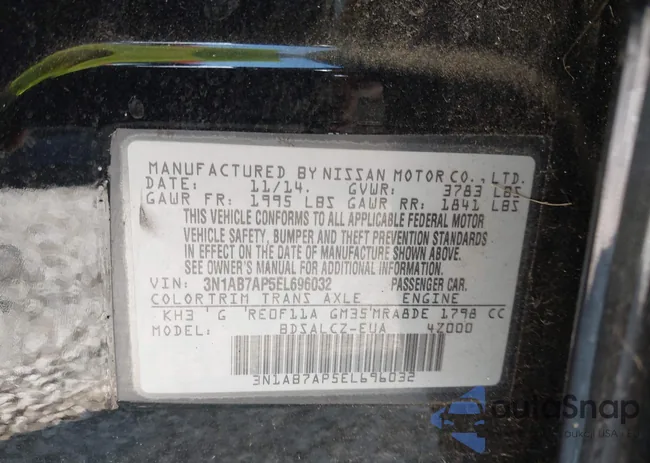 MANUFACTURED BY NISSAN MOTOR CO., LTD.
DATE: 11/14. GVWR: 3783 LBS
GAWR FR: 1995 LBS GAWR RR: 1841 LBS
THIS VEHICLE CONFORMS TO ALL APPLICABLE FEDERAL MOTOR
VEHICLE SAFETY, BUMPER AND THEFT PREVENTION STANDARDS
IN EFFECT ON THE DATE OF MANUFACTURE SHOWN ABOVE.
SEE OWNER'S MANUAL FOR ADDITIONAL INFORMATION.
VIN: 3N1AB7AP5EL696032 PASSENGER CAR.
COLOR TRIM TRANS AXLE ENGINE
KH3 G RE0F11A GM35 MRA8DE 1798 CC
MODEL: BDSALCZ-EUA 4Z000
3N1AB7AP5EL696032
AutaSnap
USA